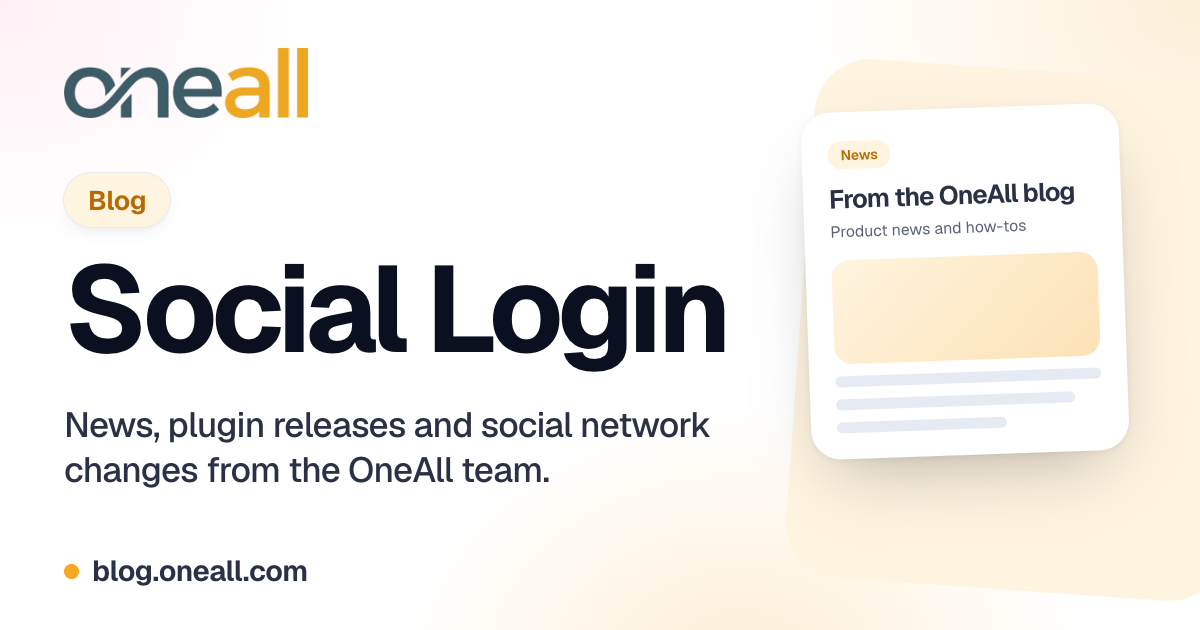 oneall
Blog
Social Login
News, plugin releases and social network
changes from the OneAll team.
blog.oneall.com
News
From the OneAll blog
Product news and how-tos